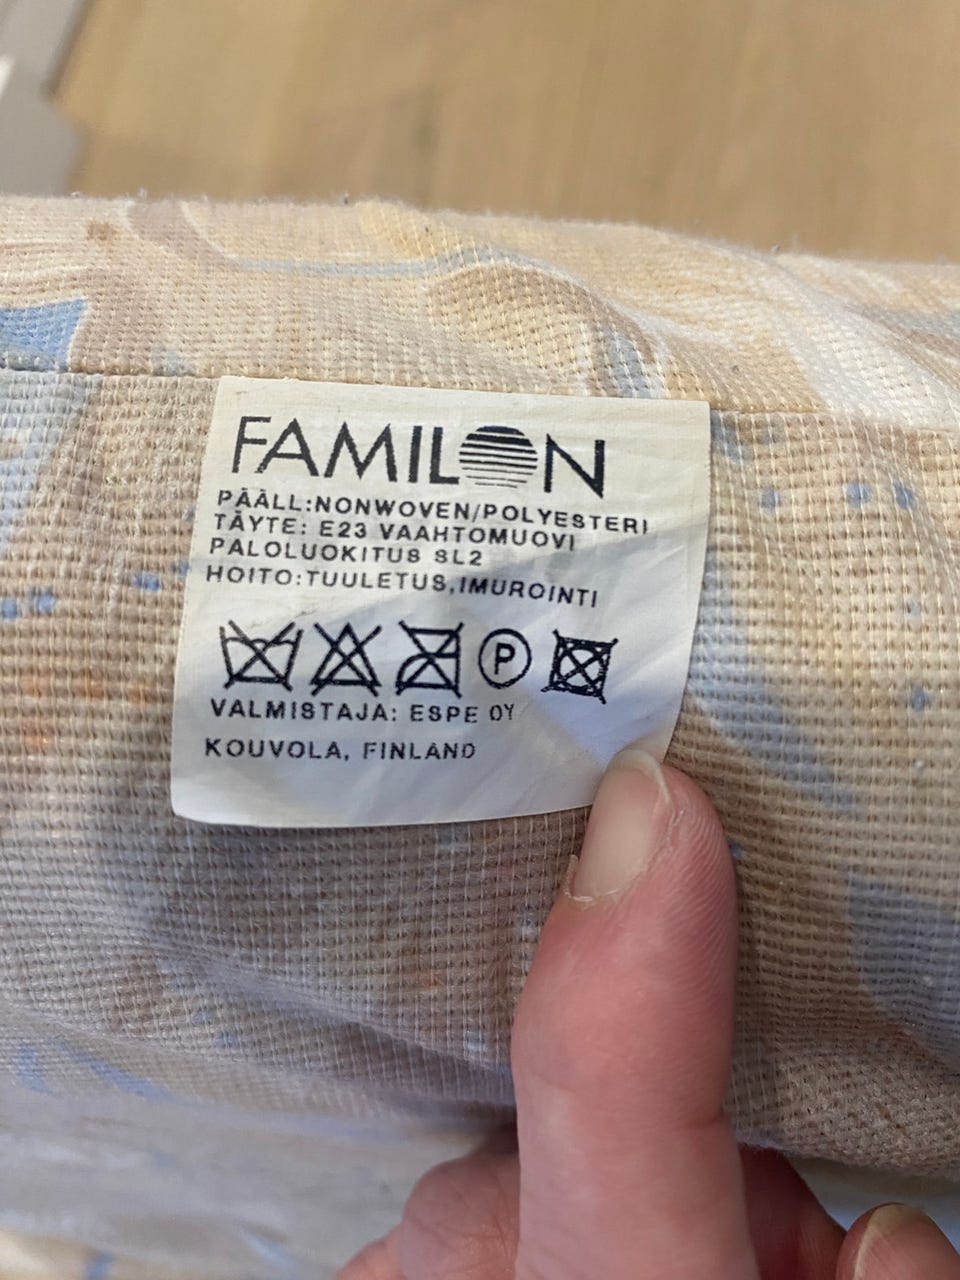 FAMILON
PÄÄLL:NONWOVEN/POLYESTERI
TÄYTE: E23 VAAHTOMUOVI
PALOLUOKITUS SL2
HOITO:TUULETUS,IMUROINTI
P
VALMISTAJA: ESPE OY
KOUVOLA, FINLAND